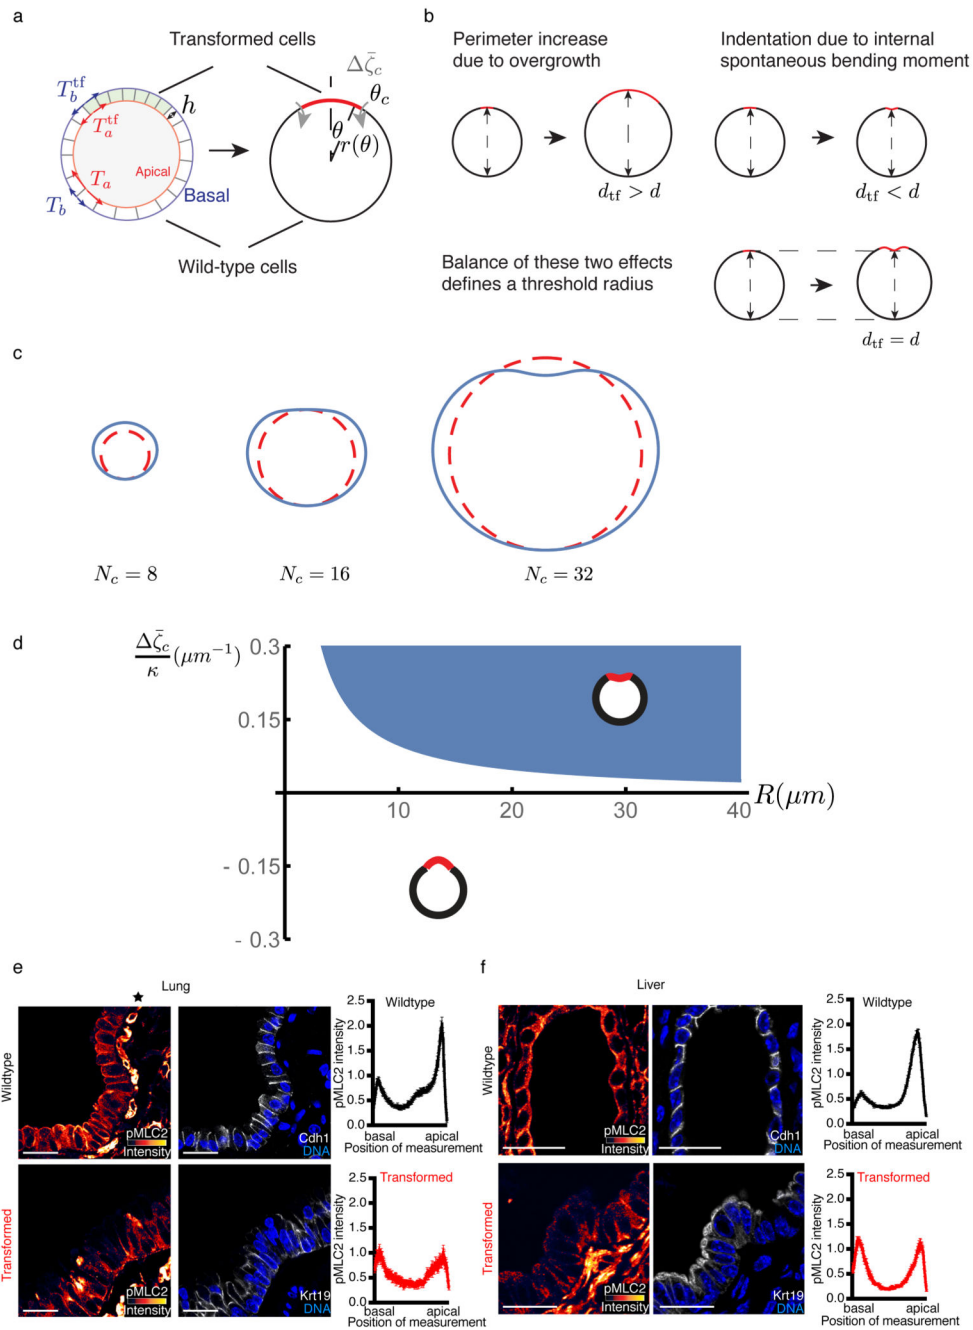 a
Transformed cells
T_b^tf
T_a^tf
h
T_a
Apical
T_b
Basal
Δζ̄_c
θ_c
θ
r(θ)
Wild-type cells
b
Perimeter increase
due to overgrowth
d_tf > d
Indentation due to internal
spontaneous bending moment
d_tf < d
Balance of these two effects
defines a threshold radius
d_tf = d
c
N_c = 8
N_c = 16
N_c = 32
d
Δζ̄_c/κ (μm⁻¹)
0.3
0.15
- 0.15
- 0.3
10
20
30
40
R(μm)
e
Lung
★
Wildtype
pMLC2
Intensity
Cdh1
DNA
Wildtype
pMLC2 intensity
2.5
2.0
1.5
1.0
0.5
0.0
basal apical
Position of measurement
Transformed
pMLC2
Intensity
Krt19
DNA
Transformed
pMLC2 intensity
2.5
2.0
1.5
1.0
0.5
0.0
basal apical
Position of measurement
f
Liver
Wildtype
pMLC2
Intensity
Cdh1
DNA
Wildtype
pMLC2 intensity
2.5
2.0
1.5
1.0
0.5
0.0
basal apical
Position of measurement
Transformed
pMLC2
Intensity
Krt19
DNA
Transformed
pMLC2 intensity
2.5
2.0
1.5
1.0
0.5
0.0
basal apical
Position of measurement